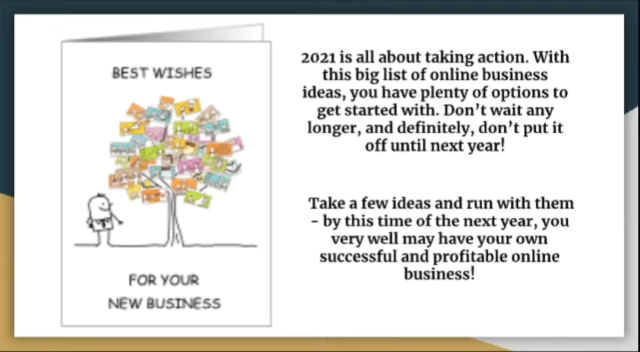 BEST WISHES
FOR YOUR
NEW BUSINESS
2021 is all about taking action. With
this big list of online business
ideas, you have plenty of options to
get started with. Don't wait any
longer, and definitely, don't put it
off until next year!
Take a few ideas and run with them
- by this time of the next year, you
very well may have your own
successful and profitable online
business!